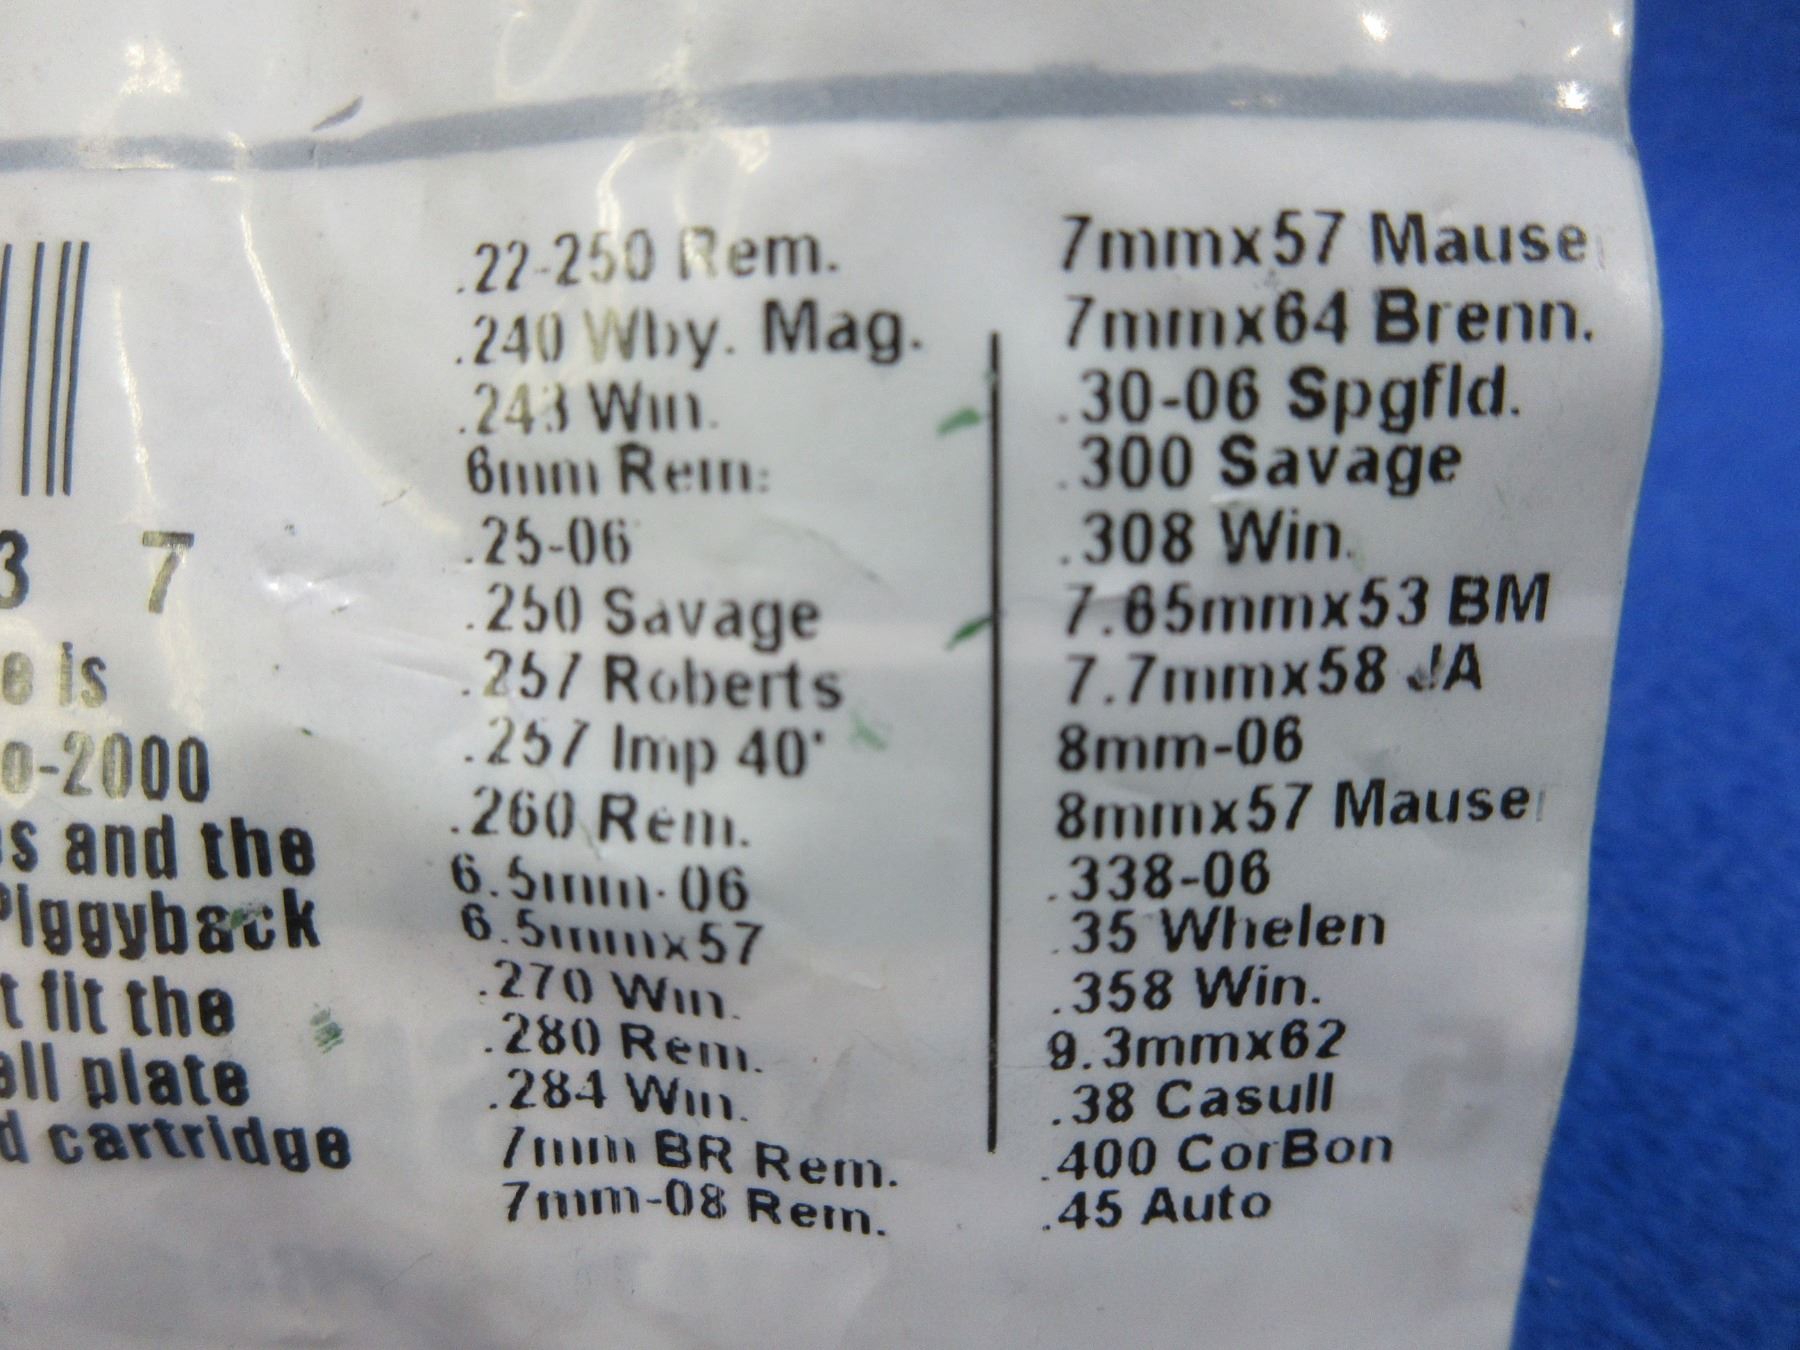 3 7
e is
o-2000
s and the
Piggyback
t fit the
ell plate
d cartridge
.22-250 Rem.
.240 Wby. Mag.
.243 Win.
6mm Rem.
.25-06
.250 Savage
.257 Roberts
.257 Imp 40°
.260 Rem.
6.5mm-06
6.5mmx57
.270 Win.
.280 Rem.
.284 Win.
7mm BR Rem.
7mm-08 Rem.
7mmx57 Mauser
7mmx64 Brenn.
.30-06 Spgfld.
.300 Savage
.308 Win.
7.65mmx53 BM
7.7mmx58 JA
8mm-06
8mmx57 Mauser
.338-06
.35 Whelen
.358 Win.
9.3mmx62
.38 Casull
.400 CorBon
.45 Auto